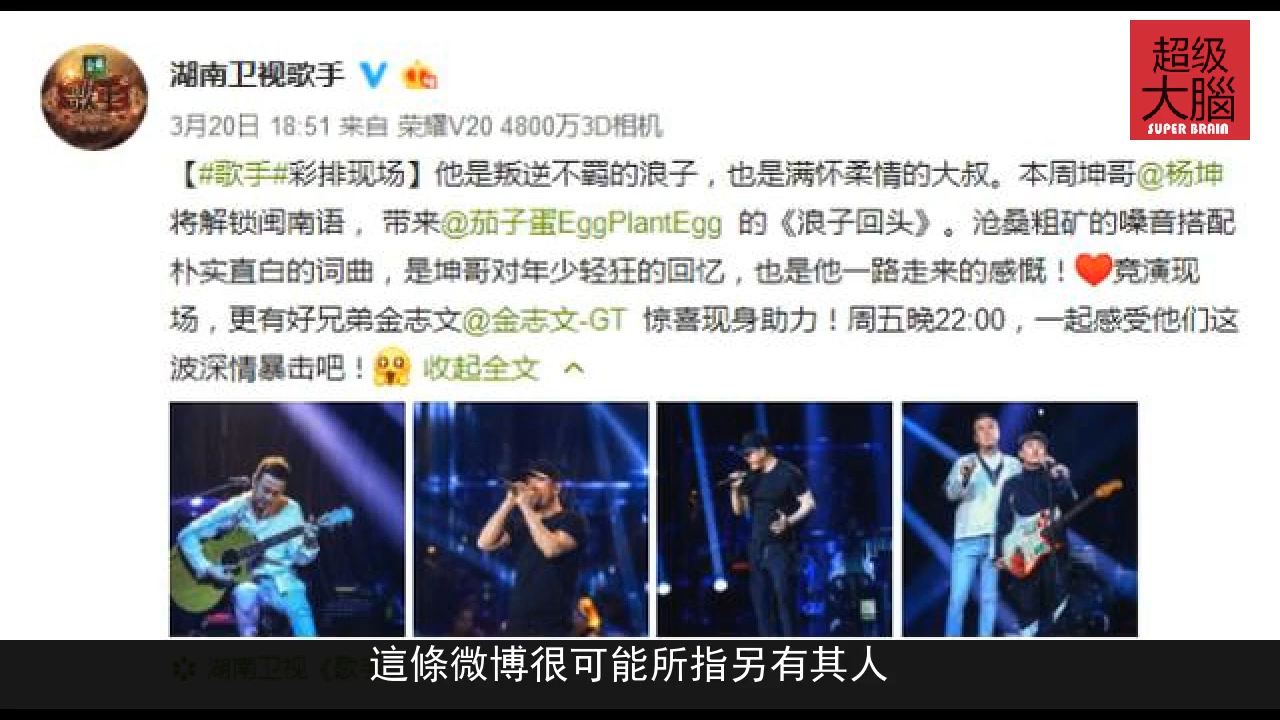 湖南卫视歌手
3月20日 18:51 来自 荣耀V20 4800万3D相机
【#歌手#彩排现场】他是叛逆不羁的浪子，也是满怀柔情的大叔。本周坤哥@杨坤
将解锁闽南语， 带来@茄子蛋EggPlantEgg 的《浪子回头》。沧桑粗矿的嗓音搭配
朴实直白的词曲，是坤哥对年少轻狂的回忆，也是他一路走来的感慨！竞演现
场，更有好兄弟金志文@金志文-GT 惊喜现身助力！周五晚22:00，一起感受他们这
波深情暴击吧！ 收起全文
超级
大腦
SUPER BRAIN
歌手
湖南卫视《歌
這條微博很可能所指另有其人